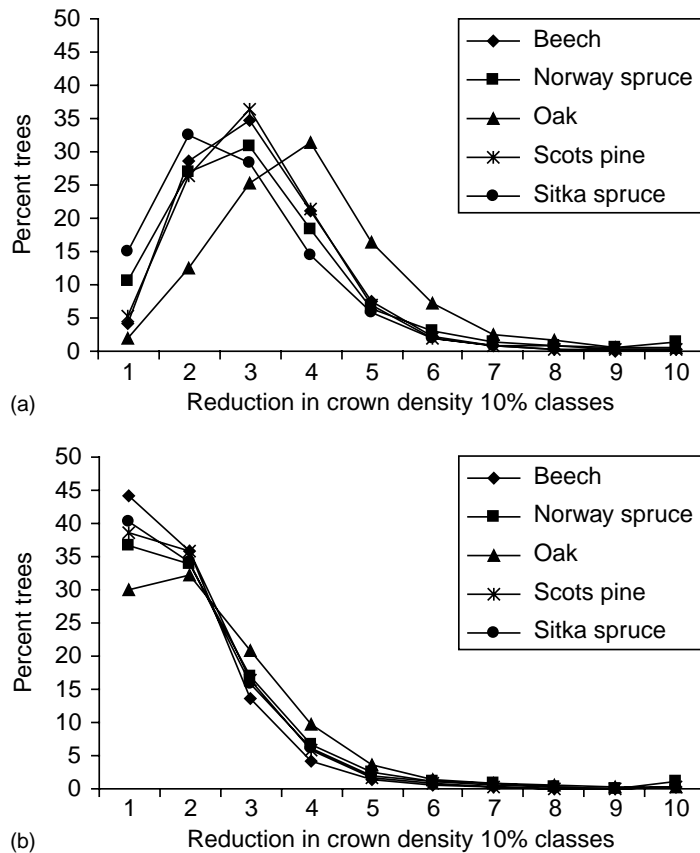 50
45
40
35
30
25
20
15
10
5
0
Percent trees
Beech
Norway spruce
Oak
Scots pine
Sitka spruce
1 2 3 4 5 6 7 8 9 10
(a) Reduction in crown density 10% classes
50
45
40
35
30
25
20
15
10
5
0
Percent trees
Beech
Norway spruce
Oak
Scots pine
Sitka spruce
1 2 3 4 5 6 7 8 9 10
(b) Reduction in crown density 10% classes